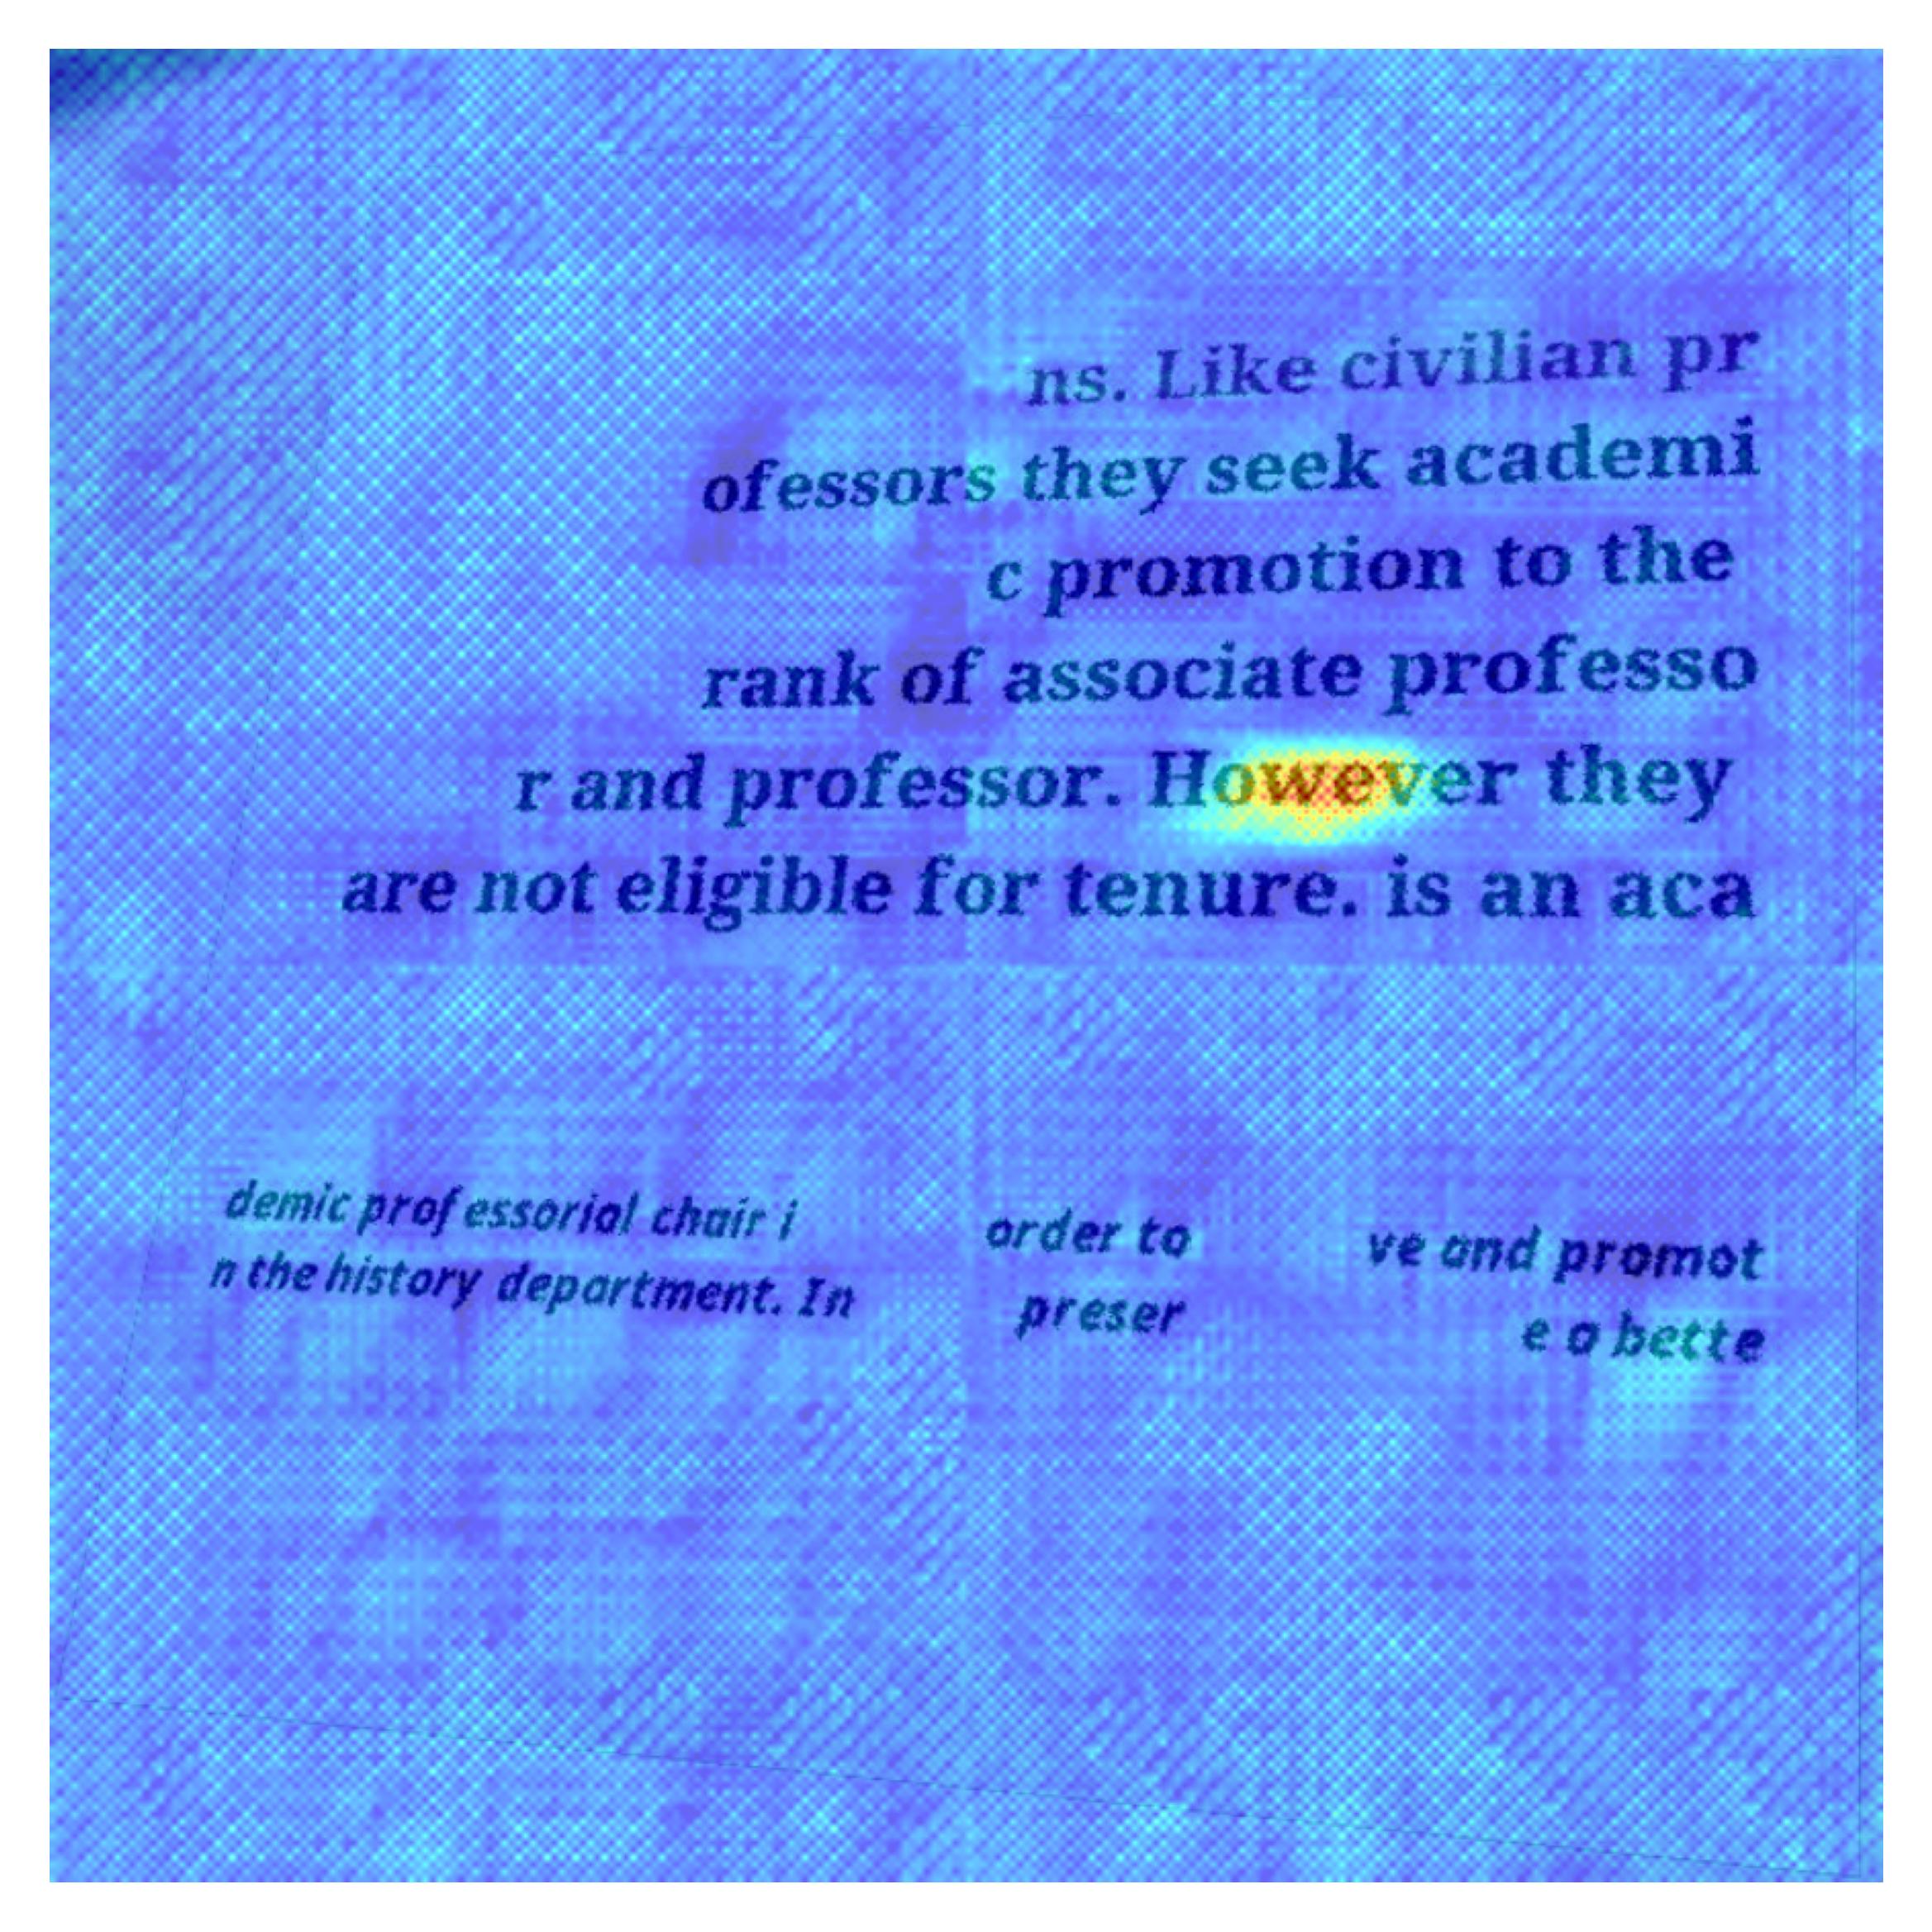 ns. Like civilian pr
ofessors they seek academi
c promotion to the
rank of associate professo
r and professor. However they
are not eligible for tenure. is an aca
demic professorial chair i
n the history department. In
order to
preser
ve and promot
e a bette